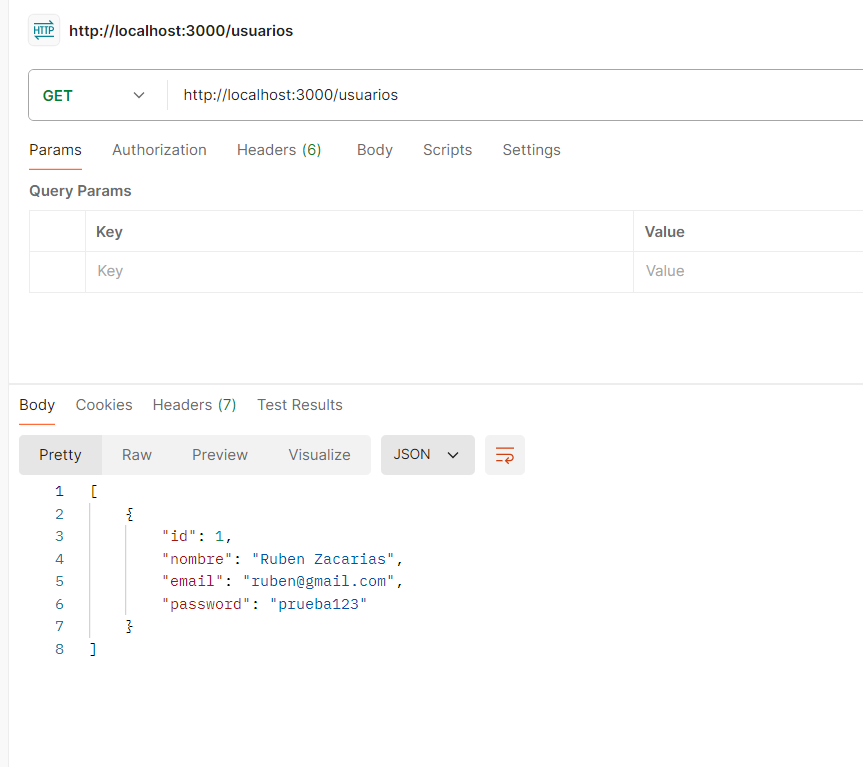 HTTP http://localhost:3000/usuarios
GET http://localhost:3000/usuarios
Params Authorization Headers (6) Body Scripts Settings
Query Params
Key Value
Key Value
Body Cookies Headers (7) Test Results
Pretty Raw Preview Visualize JSON
1 [
2 {
3 "id": 1,
4 "nombre": "Ruben Zacarias",
5 "email": "ruben@gmail.com",
6 "password": "prueba123"
7 }
8 ]